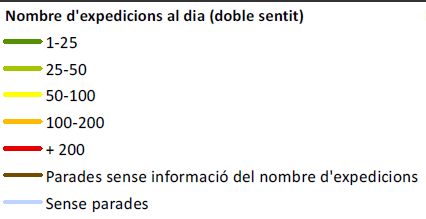 Nombre d'expedicions al dia (doble sentit)
1-25
25-50
50-100
100-200
+ 200
Parades sense informació del nombre d'expedicions
Sense parades